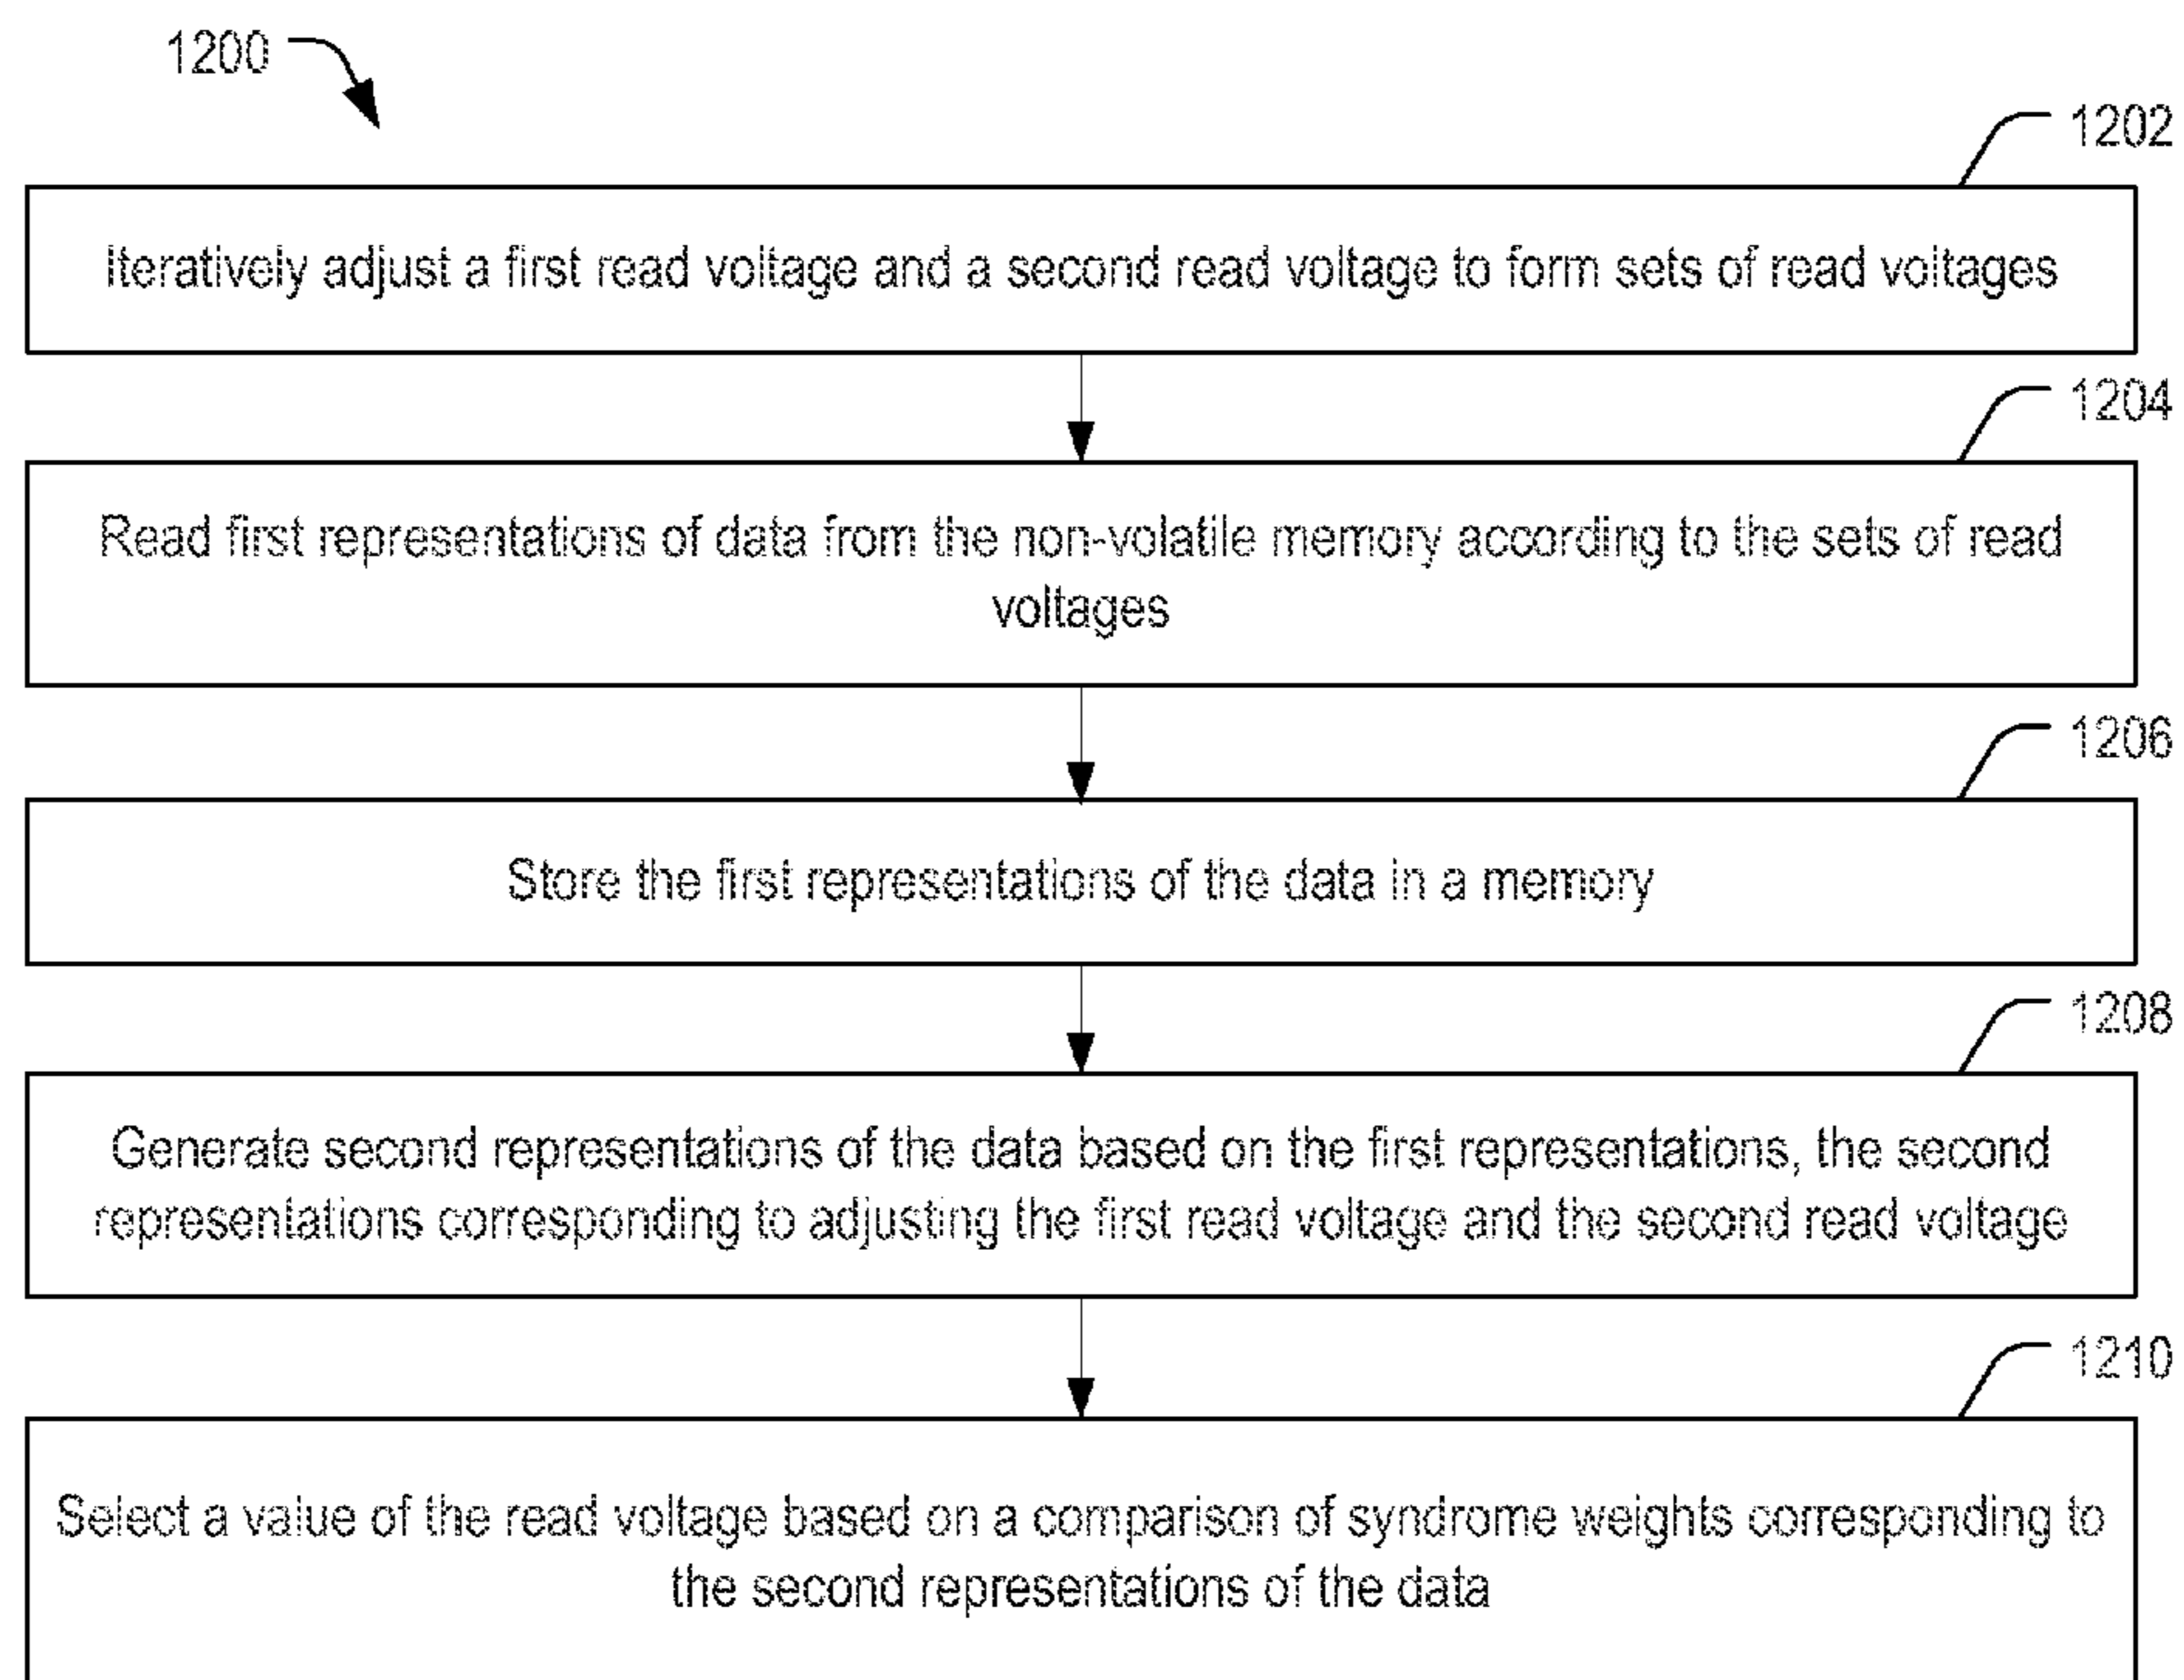 1200
1202
Iteratively adjust a first read voltage and a second read voltage to form sets of read voltages
1204
Read first representations of data from the non-volatile memory according to the sets of read
voltages
1206
Store the first representations of the data in a memory
1208
Generate second representations of the data based on the first representations, the second
representations corresponding to adjusting the first read voltage and the second read voltage
1210
Select a value of the read voltage based on a comparison of syndrome weights corresponding to
the second representations of the data